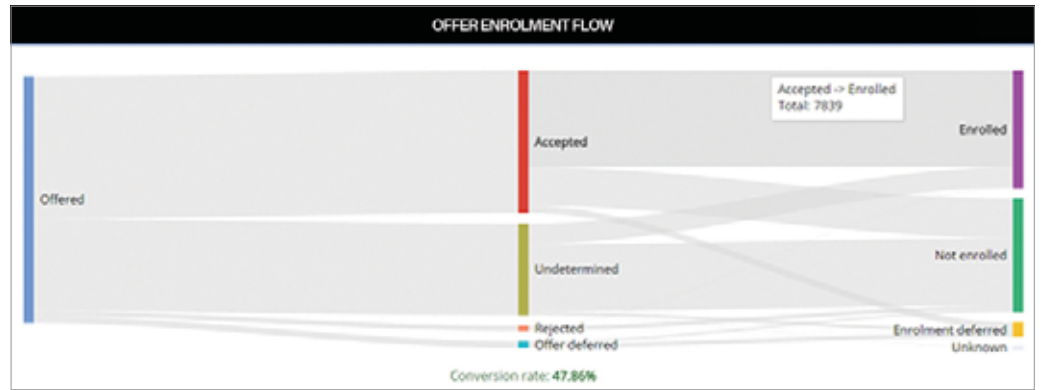 OFFER ENROLMENT FLOW
Accepted -> Enrolled
Total: 7839
Enrolled
Accepted
Offered
Not enrolled
Undetermined
Rejected
Enrolment deferred
Offer deferred
Unknown
Conversion rate: 47.86%